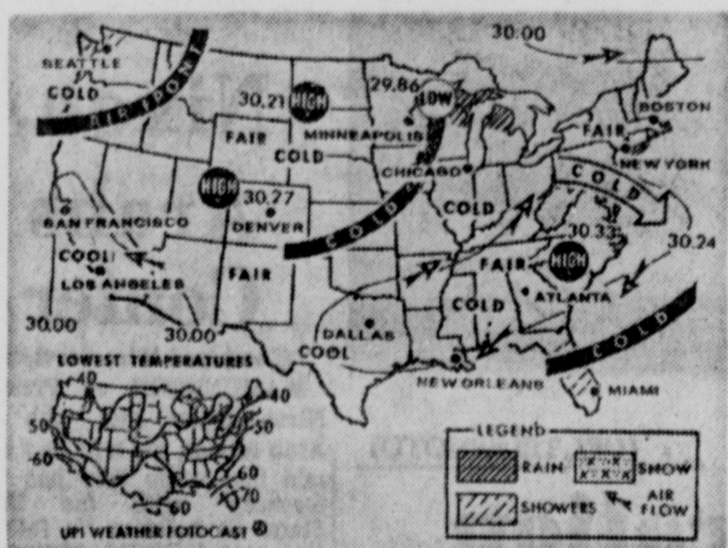 30.00
SEATTLE
COLD
AIR FRONT
30.21
HIGH
29.86
LOW
BOSTON
FAIR
MINNEAPOLIS
FAIR
COLD
NEW YORK
CHICAGO
COLD
HIGH
30.27
COLD
SAN FRANCISCO
DENVER
COLD
30.33
30.24
COOL
FAIR
FAIR
HIGH
LOS ANGELES
COLD
ATLANTA
30.00
30.00
DALLAS
COLD
LOWEST TEMPERATURES
COOL
NEW ORLEANS
MIAMI
40
40
50
50
60
60
70
60
LEGEND
RAIN
SNOW
SHOWERS
AIR FLOW
UPI WEATHER FOTOCAST